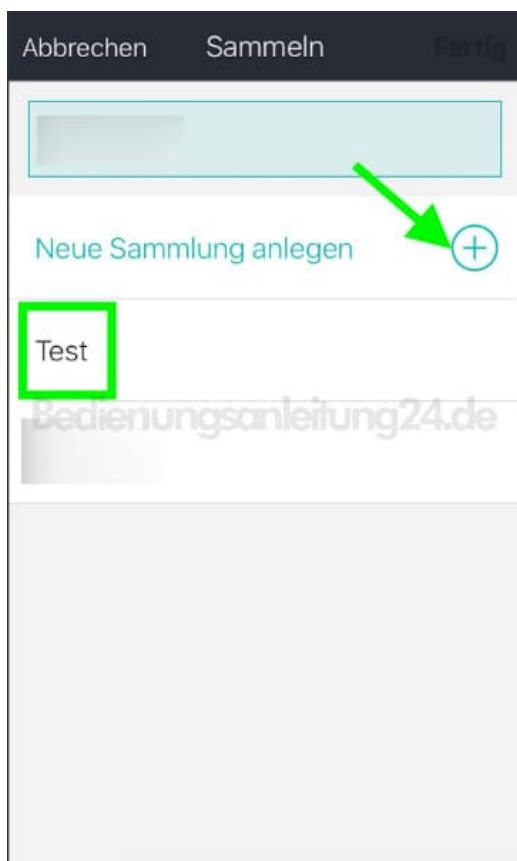 Abbrechen Sammeln Fertig
Neue Sammlung anlegen
Test
Bedienungsanleitung24.de